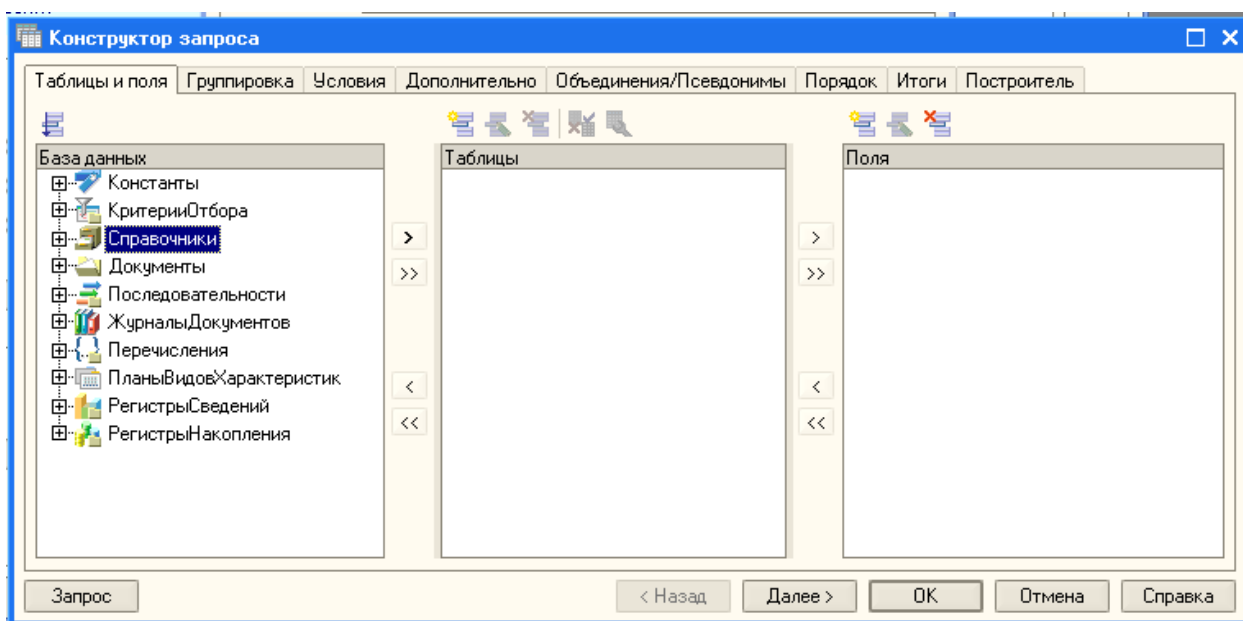 Конструктор запроса
Таблицы и поля Группировка Условия Дополнительно Объединения/Псевдонимы Порядок Итоги Построитель
База данных Таблицы Поля
Константы
КритерииОтбора
Справочники
Документы
Последовательности
ЖурналыДокументов
Перечисления
ПланыВидовХарактеристик
РегистрыСведений
РегистрыНакопления
> >
>> >>
< <
<< <<
Запрос < Назад Далее > OK Отмена Справка